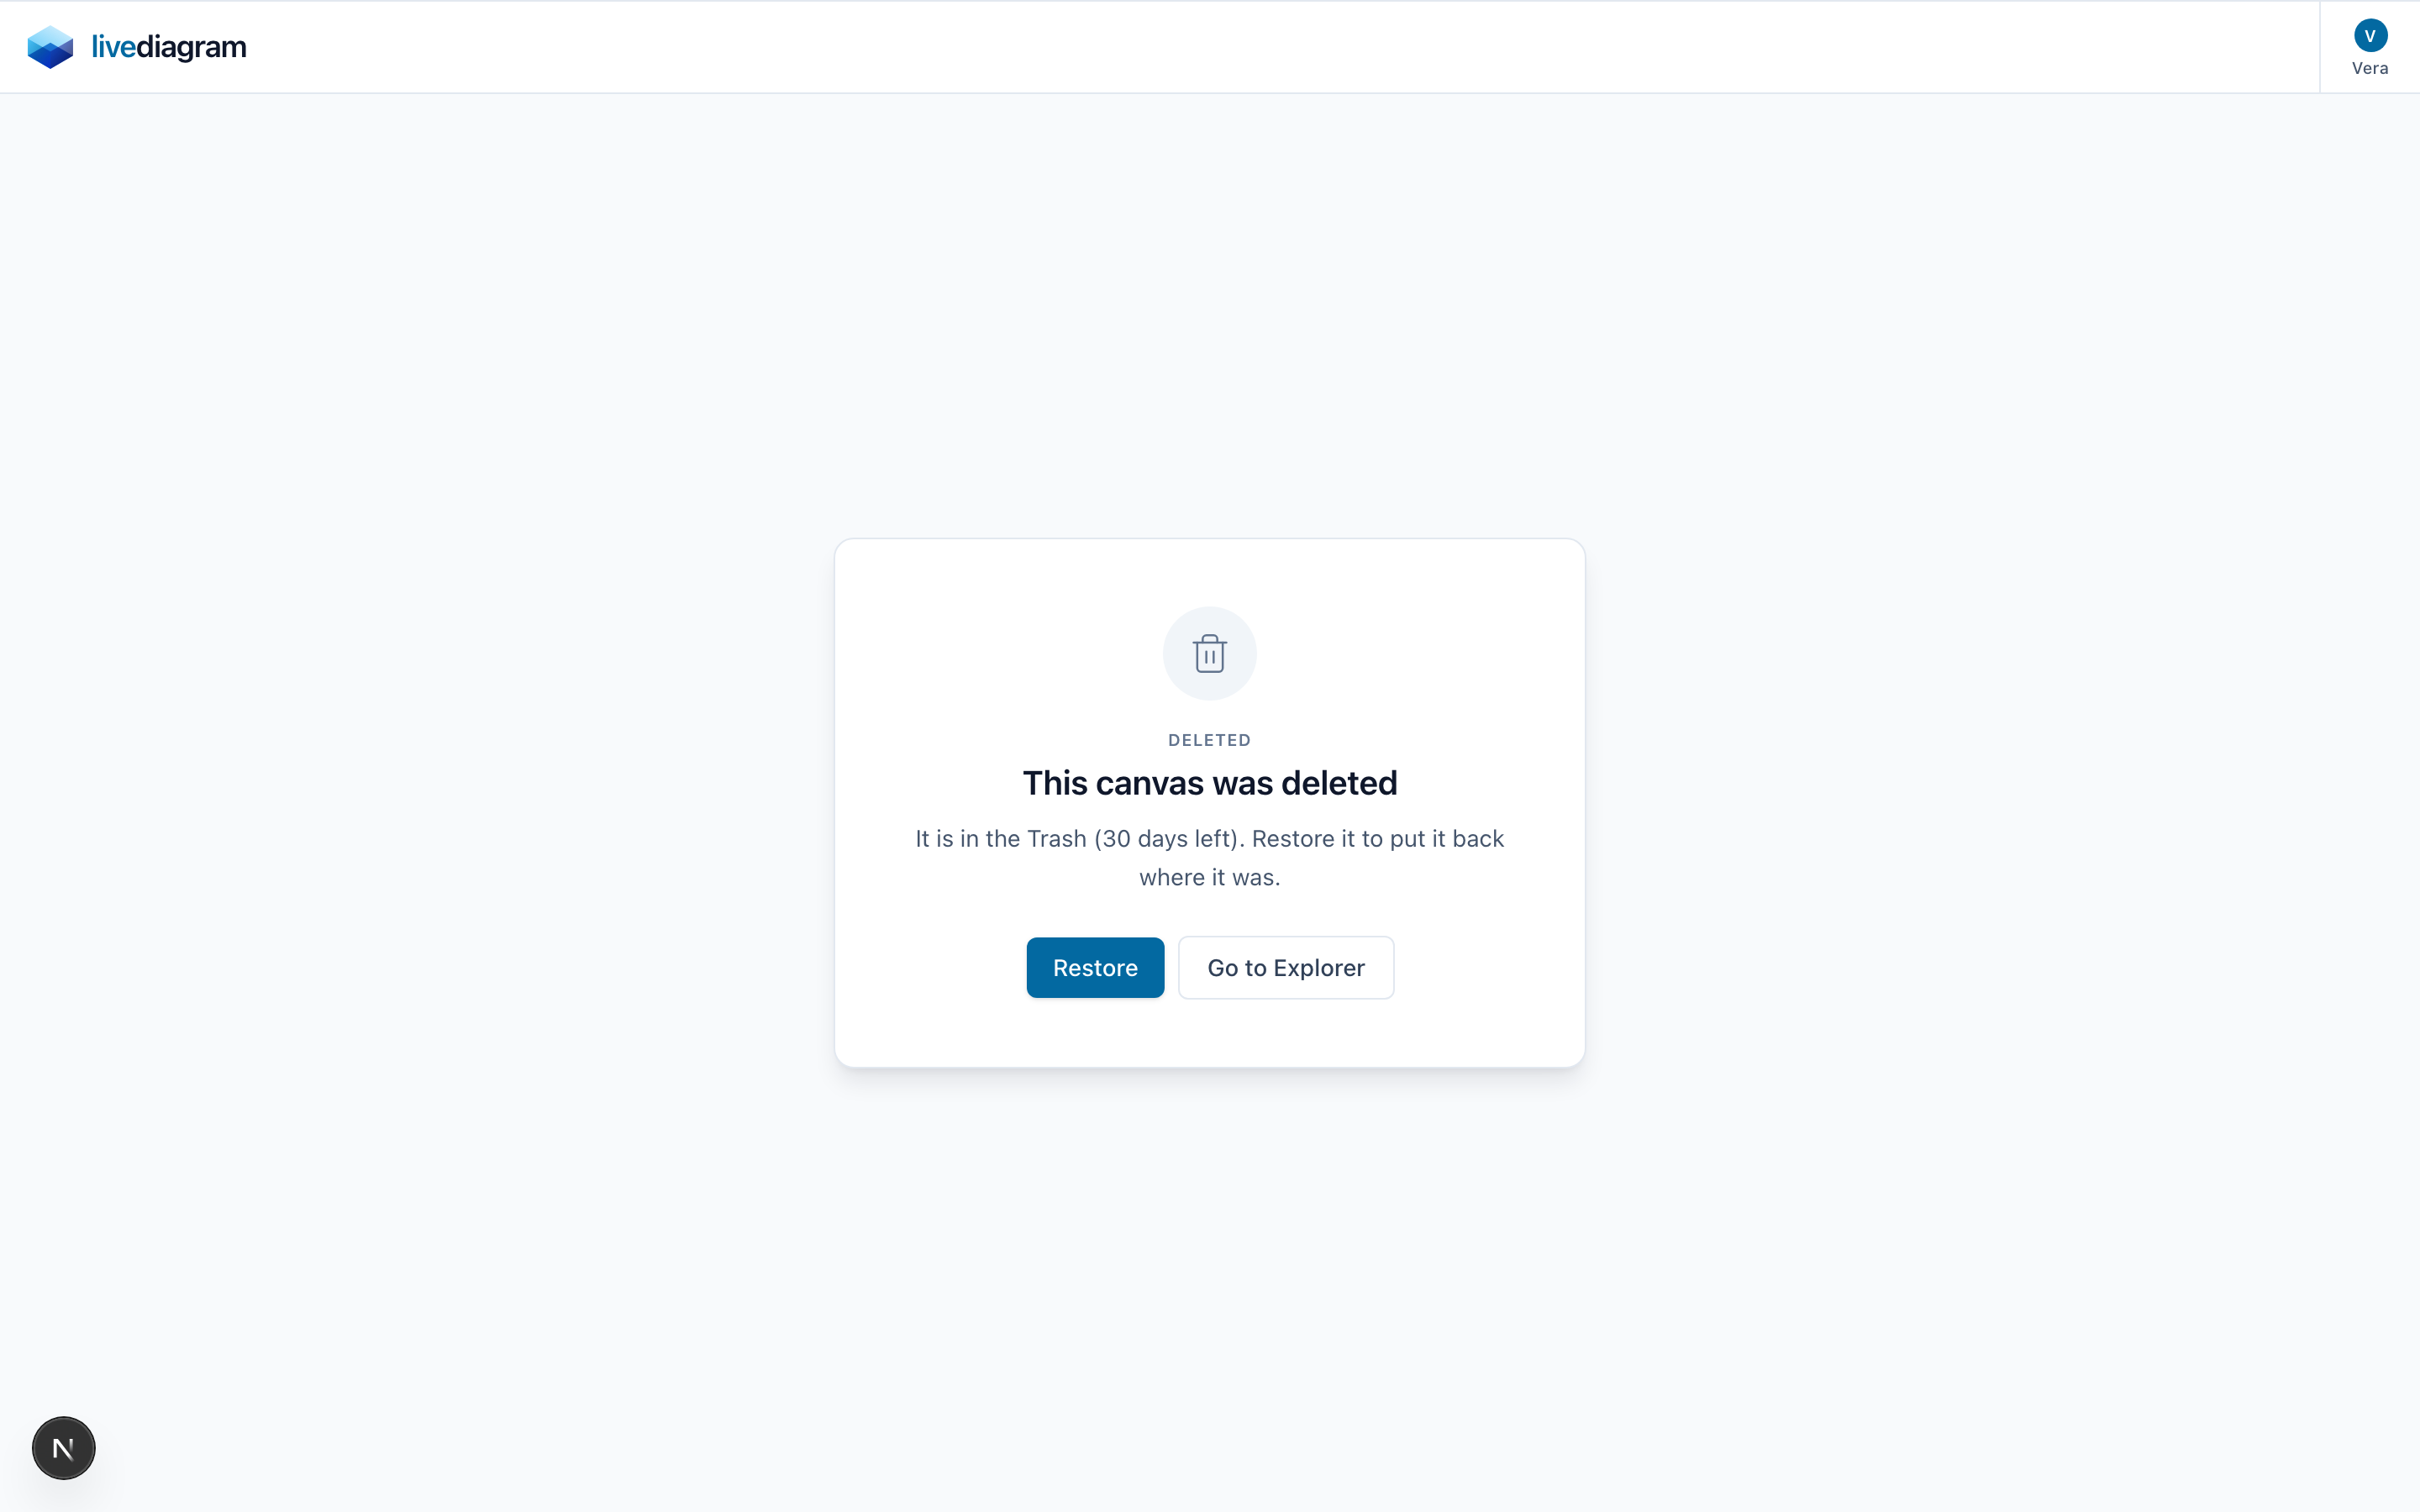 livediagram
V
Vera
DELETED
This canvas was deleted
It is in the Trash (30 days left). Restore it to put it back
where it was.
Restore
Go to Explorer
N